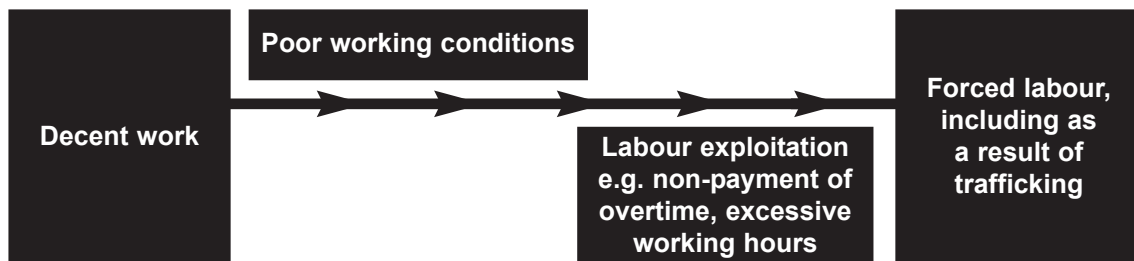 Decent work
Poor working conditions
Labour exploitation
e.g. non-payment of
overtime, excessive
working hours
Forced labour,
including as
a result of
trafficking